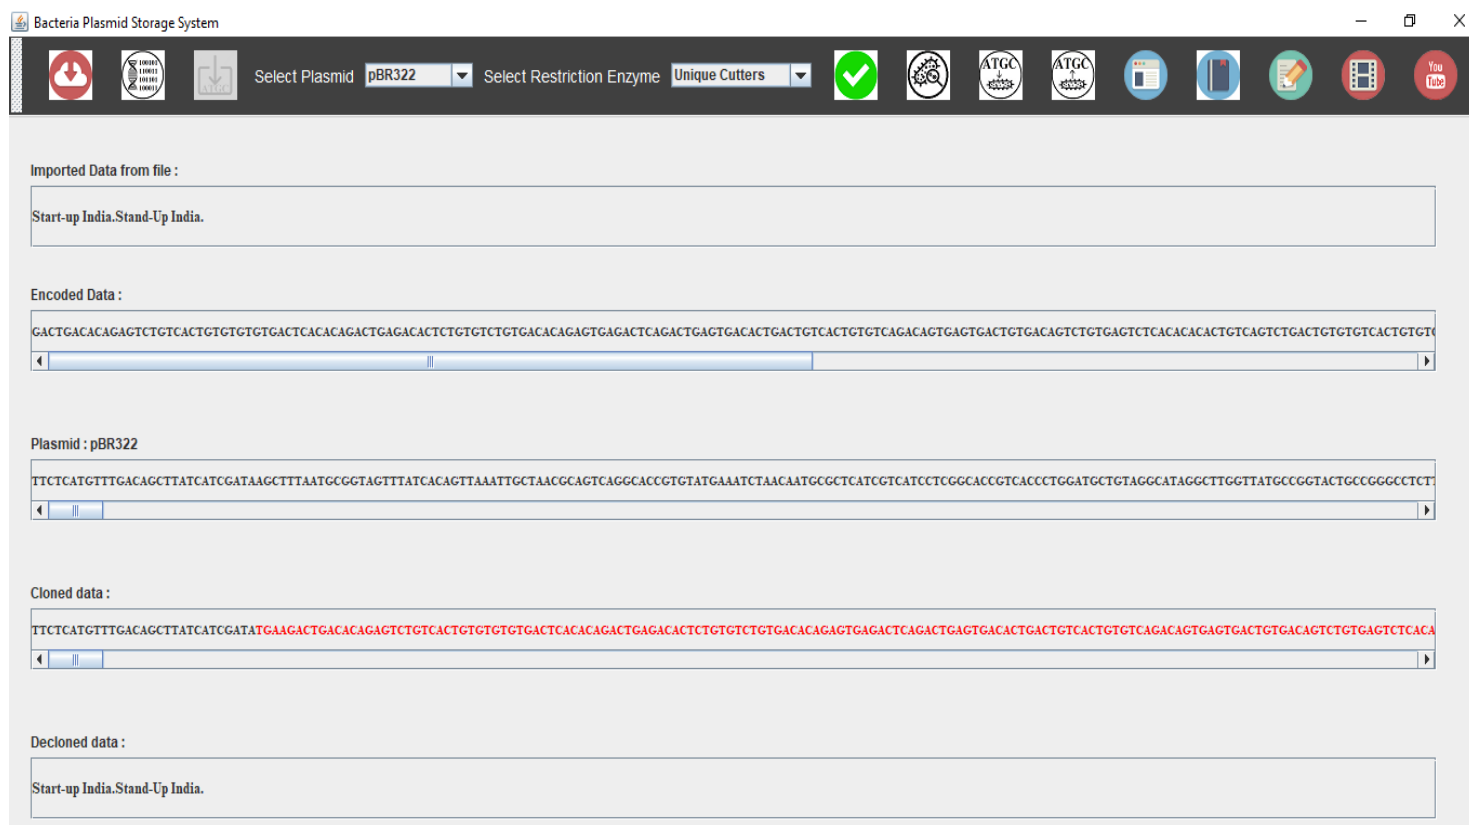 Bacteria Plasmid Storage System
Select Plasmid pBR322 Select Restriction Enzyme Unique Cutters ATGC ATGC You Tube
Imported Data from file :
Start-up India.Stand-Up India.
Encoded Data :
GACTGACACAGAGTCTGTCACTGTGTGTGTGACTCACACAGACTGAGACACTCTGTGTCTGTGACACAGAGTGAGACTCAGACTGAGTGACACTGACTGTCACTGTGTCAGACAGTGAGTGACTGTGACAGTCTGTGAGTCTCACACACACTGTCAGTCTGACTGTGTGTCACTGTGT
Plasmid : pBR322
TTCTCATGTTTGACAGCTTATCATCGATAAGCTTTAATGCGGTAGTTTATCACAGTTAAATTGCTAACGCAGTCAGGCACCGTGTATGAAATCTAACAATGCGCTCATCGTCATCCTCGGCACCGTCACCCTGGATGCTGTAGGCATAGGCTTGGTTATGCCGGTACTGCCGGGCCTCTT
Cloned data :
TTCTCATGTTTGACAGCTTATCATCGATATGAAGACTGACACAGAGTCTGTCACTGTGTGTGTGACTCACACAGACTGAGACACTCTGTGTCTGTGACACAGAGTGAGACTCAGACTGAGTGACACTGACTGTCACTGTGTCAGACAGTGAGTGACTGTGACAGTCTGTGAGTCTCACA
Decloned data :
Start-up India.Stand-Up India.